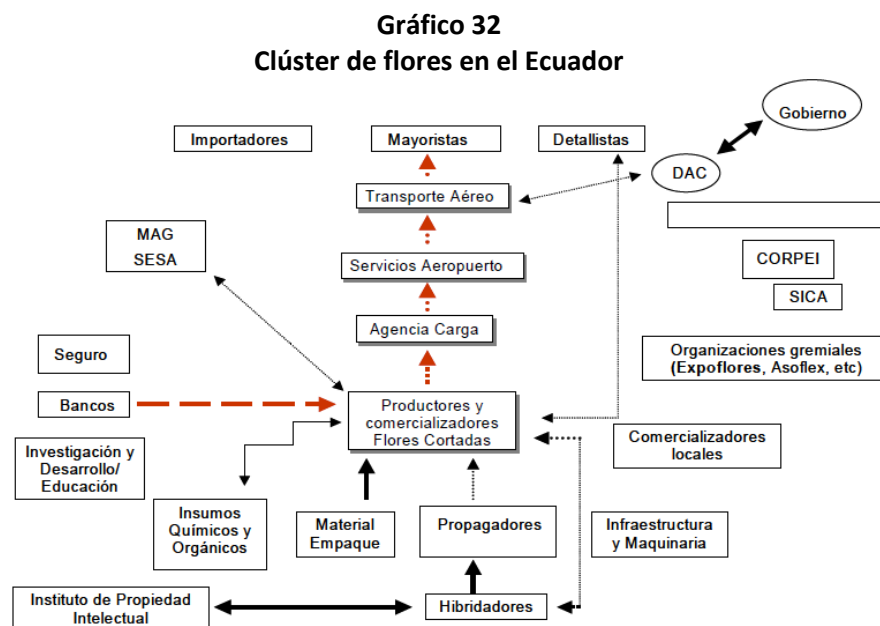 Gráfico 32
Clúster de flores en el Ecuador
Gobierno
Importadores
Mayoristas
Detallistas
DAC
Transporte Aéreo
MAG
SESA
Servicios Aeropuerto
CORPEI
SICA
Agencia Carga
Seguro
Organizaciones gremiales
(Expoflores, Asoflex, etc)
Bancos
Productores y
comercializadores
Flores Cortadas
Comercializadores
locales
Investigación y
Desarrollo/
Educación
Insumos
Químicos y
Orgánicos
Material
Empaque
Propagadores
Infraestructura
y Maquinaria
Instituto de Propiedad
Intelectual
Hibridadores